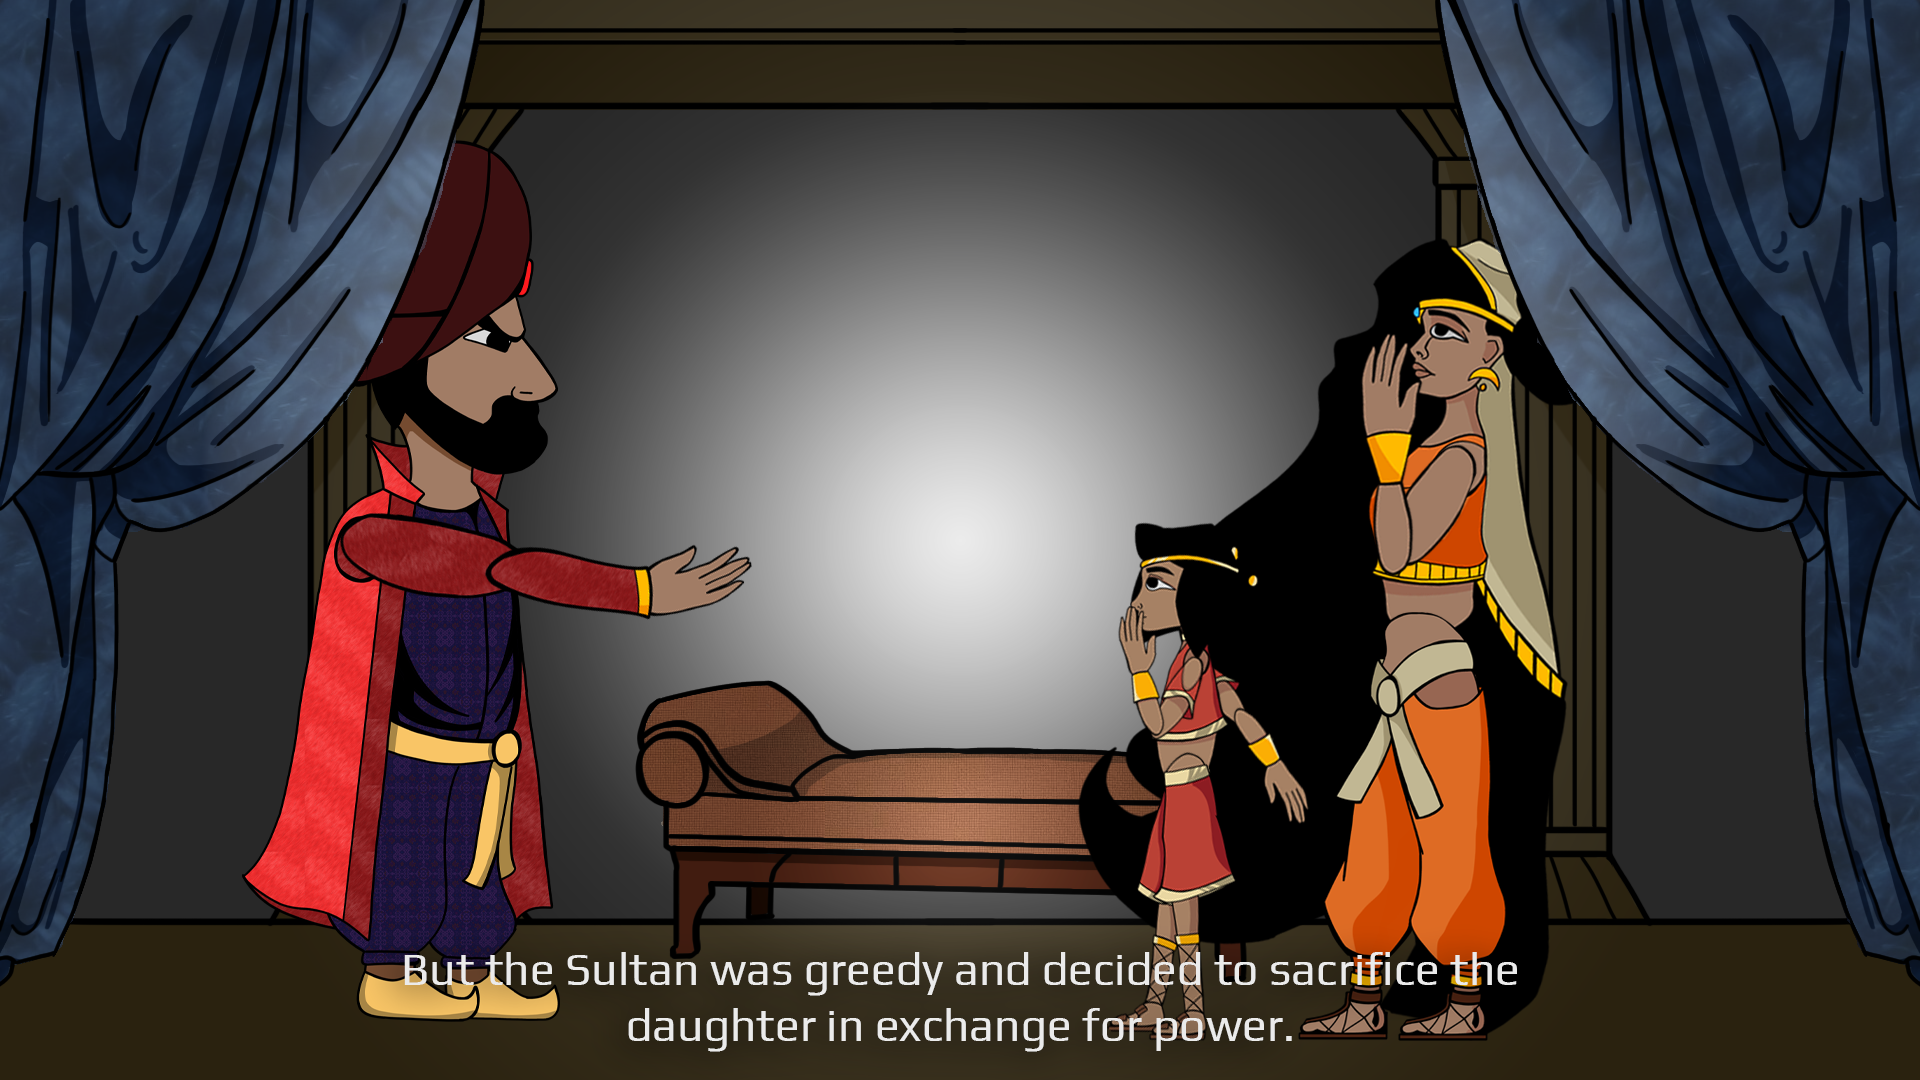 But the Sultan was greedy and decided to sacrifice the
daughter in exchange for power.